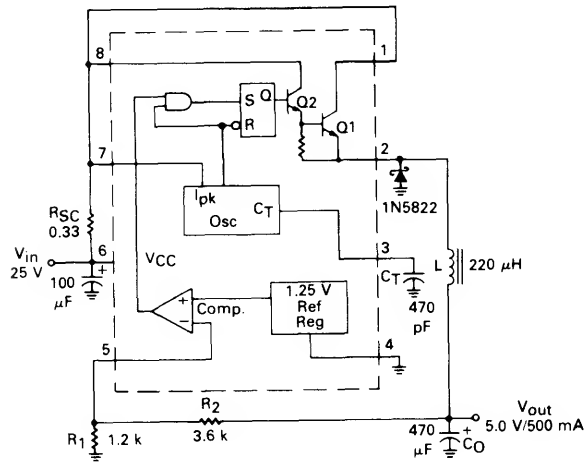 8
1
S Q
R
Q2
Q1
7
2
Ipk
Osc
CT
1N5822
RSC
0.33
Vin
25 V
6
VCC
100
μF
+
3
CT
470
pF
L
220 μH
+
−
Comp.
1.25 V
Ref
Reg
5
4
R2
3.6 k
R1
1.2 k
Vout
5.0 V/500 mA
470
μF
+
CO